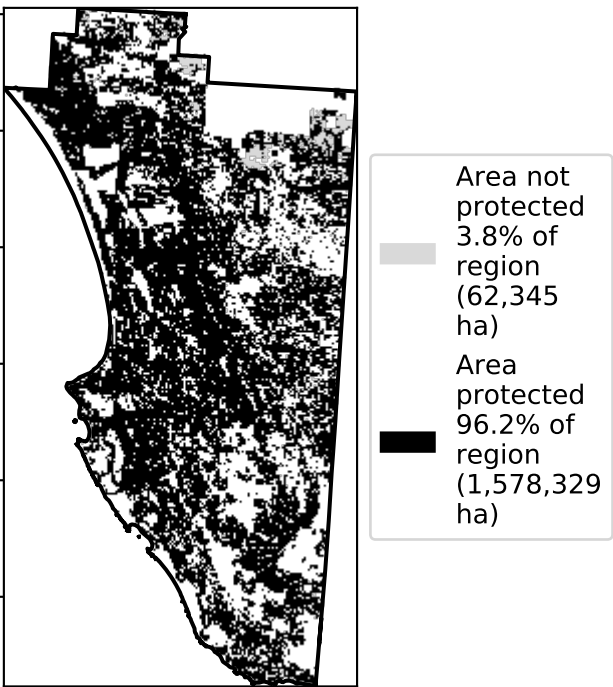 Area not
protected
3.8% of
region
(62,345
ha)
Area
protected
96.2% of
region
(1,578,329
ha)